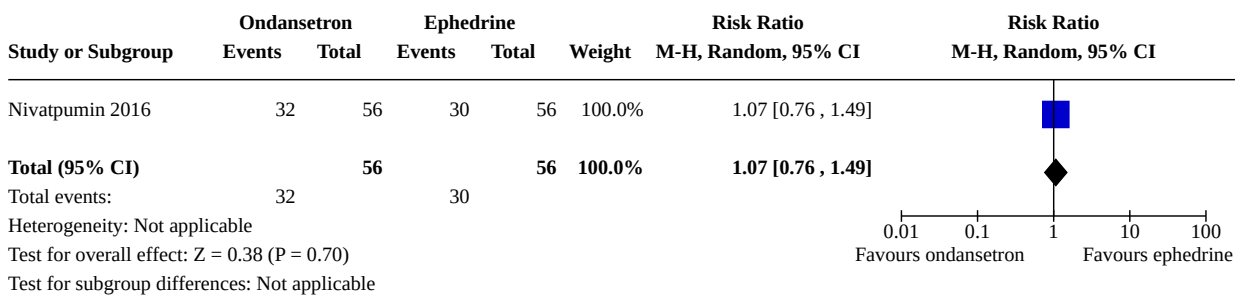 Ondansetron Ephedrine Risk Ratio Risk Ratio
Study or Subgroup Events Total Events Total Weight M-H, Random, 95% CI M-H, Random, 95% CI
Nivatpumin 2016 32 56 30 56 100.0% 1.07 [0.76 , 1.49]
Total (95% CI) 56 56 100.0% 1.07 [0.76 , 1.49]
Total events: 32 30
Heterogeneity: Not applicable
0.01 0.1 1 10 100
Test for overall effect: Z = 0.38 (P = 0.70) Favours ondansetron Favours ephedrine
Test for subgroup differences: Not applicable